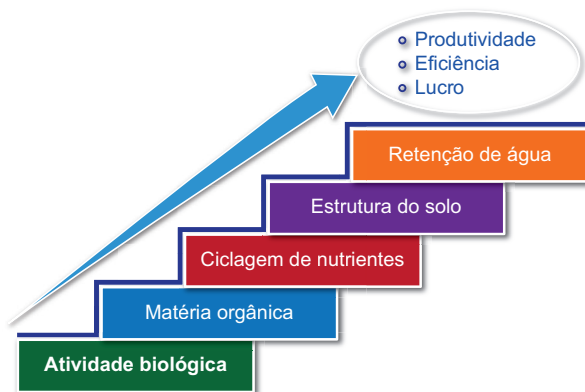 Produtividade
Eficiência
Lucro
Retenção de água
Estrutura do solo
Ciclagem de nutrientes
Matéria orgânica
Atividade biológica